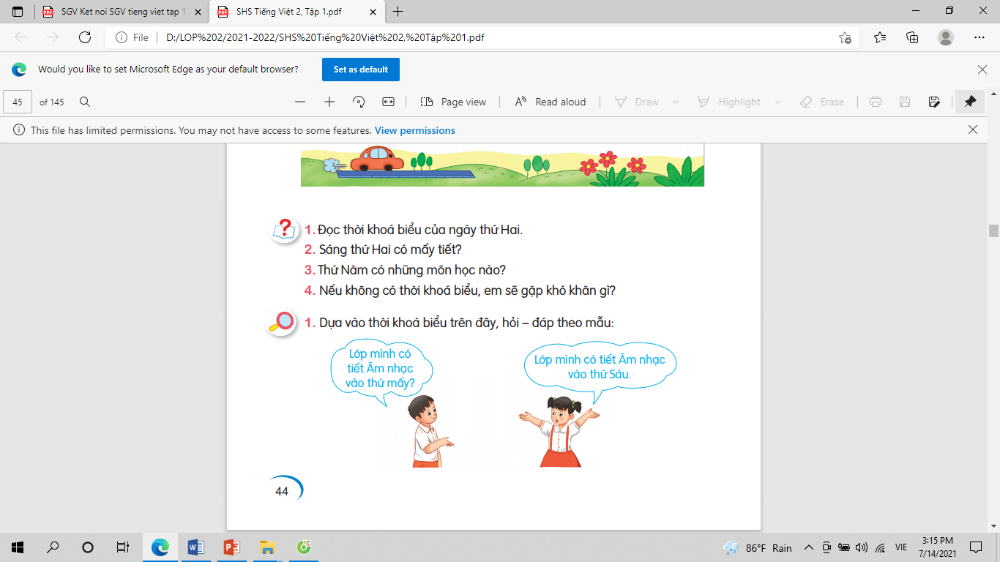 SGV Ket noi SGV tieng viet tap 1
SHS Tiếng Việt 2, Tập 1.pdf
File
D:/LOP%202/2021-2022/SHS%20Tiếng%20Việt%202,%20Tập%201.pdf
Would you like to set Microsoft Edge as your default browser?
Set as default
45 of 145
Page view
Read aloud
Draw
Highlight
Erase
This file has limited permissions. You may not have access to some features. View permissions
1. Đọc thời khoá biểu của ngày thứ Hai.
2. Sáng thứ Hai có mấy tiết?
3. Thứ Năm có những môn học nào?
4. Nếu không có thời khoá biểu, em sẽ gặp khó khăn gì?
1. Dựa vào thời khoá biểu trên đây, hỏi – đáp theo mẫu:
Lớp mình có
tiết Âm nhạc
vào thứ mấy?
Lớp mình có tiết Âm nhạc
vào thứ Sáu.
44
86°F Rain
VIE
3:15 PM
7/14/2021